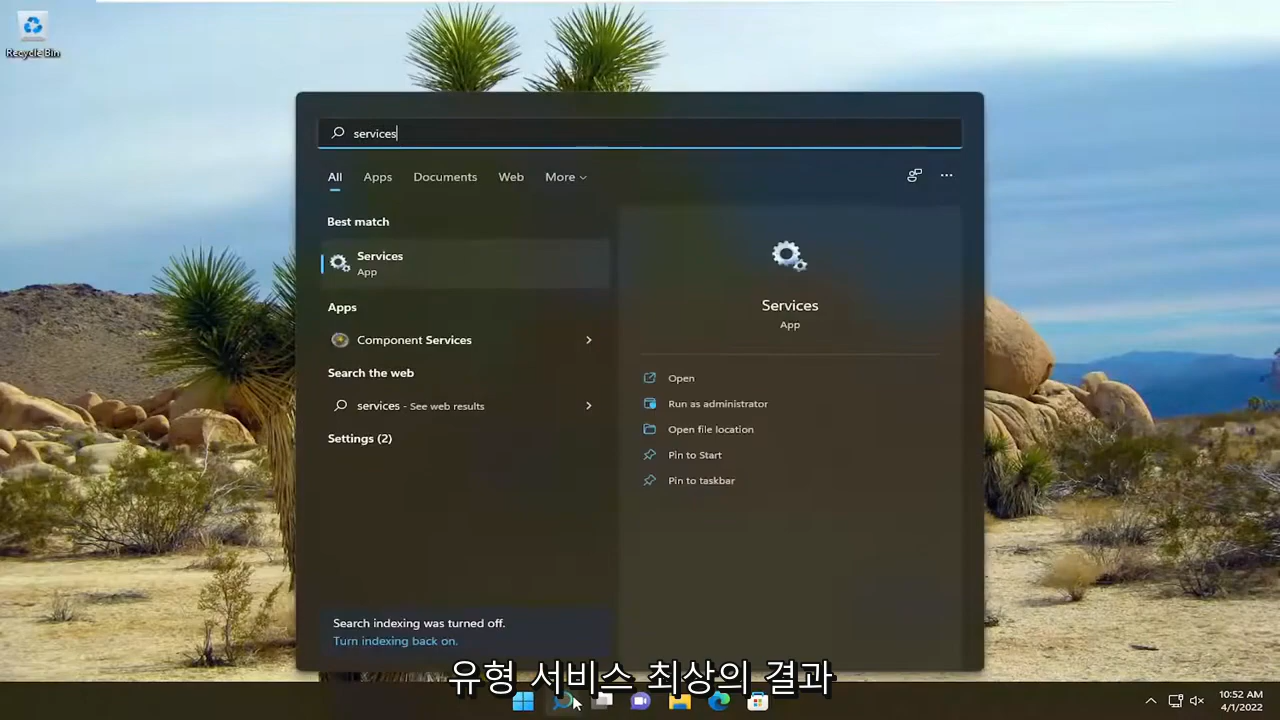 Recycle Bin
services
All Apps Documents Web More
Best match
Services
App
Apps
Component Services
Search the web
services - See web results
Settings (2)
Services
App
Open
Run as administrator
Open file location
Pin to Start
Pin to taskbar
Search indexing was turned off.
Turn indexing back on.
유형 서비스 최상의 결과
10:52 AM
4/1/2022